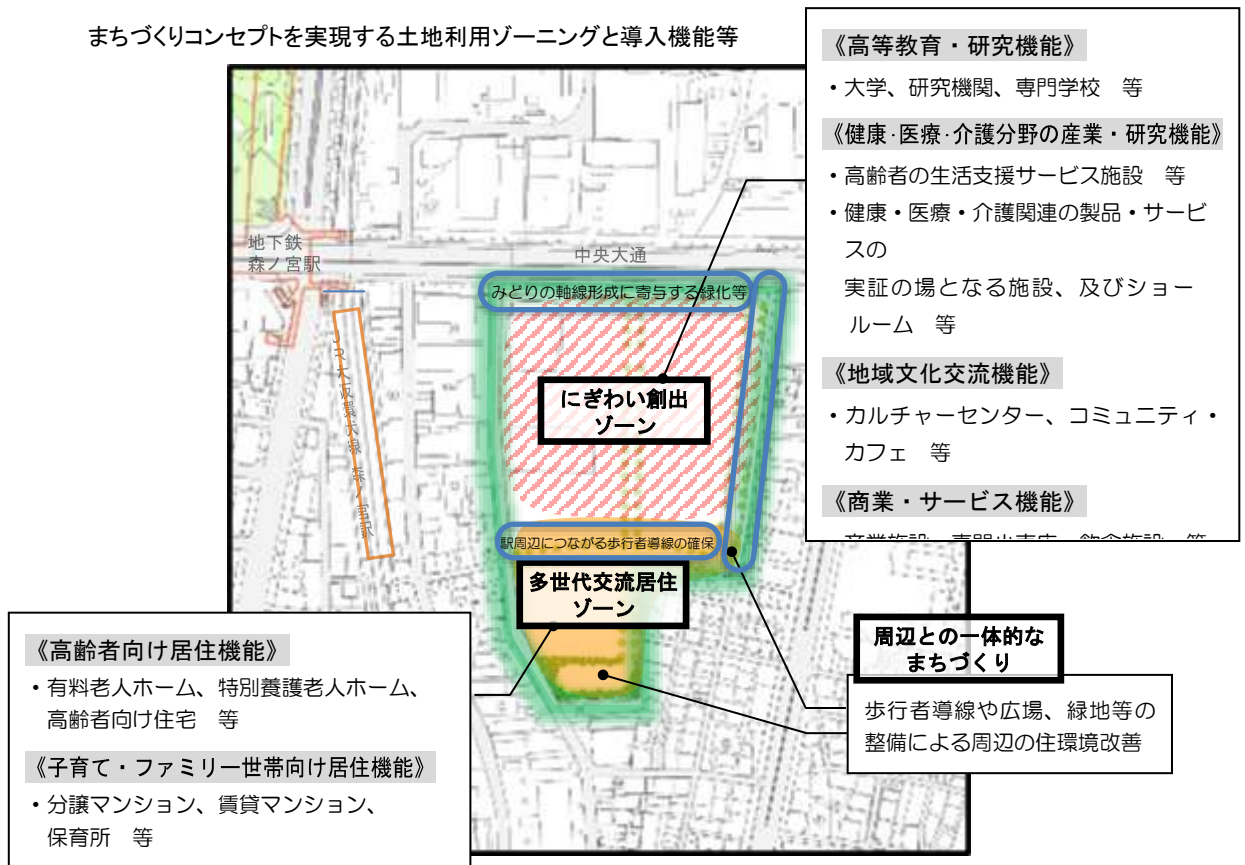 まちづくりコンセプトを実現する土地利用ゾーニングと導入機能等
《高等教育・研究機能》
・大学、研究機関、専門学校　等
《健康・医療・介護分野の産業・研究機能》
・高齢者の生活支援サービス施設　等
・健康・医療・介護関連の製品・サービ
スの
実証の場となる施設、及びショー
ルーム　等
《地域文化交流機能》
・カルチャーセンター、コミュニティ・
カフェ　等
《商業・サービス機能》
地下鉄
森ノ宮駅
中央大通
みどりの軸線形成に寄与する緑化等
にぎわい創出
ゾーン
駅周辺につながる歩行者導線の確保
多世代交流居住
ゾーン
周辺との一体的な
まちづくり
歩行者導線や広場、緑地等の
整備による周辺の住環境改善
《高齢者向け居住機能》
・有料老人ホーム、特別養護老人ホーム、
高齢者向け住宅　等
《子育て・ファミリー世帯向け居住機能》
・分譲マンション、賃貸マンション、
保育所　等